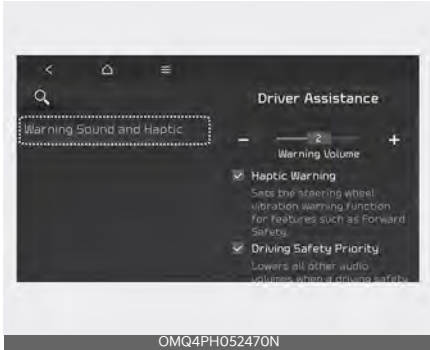 Driver Assistance
Warning Sound and Haptic
2
Warning Volume
Haptic Warning
Sets the steering wheel
vibration warning function
for features such as Forward
Safety.
Driving Safety Priority
Lowers all other audio
volumes when a driving safety
OMQ4PH052470N